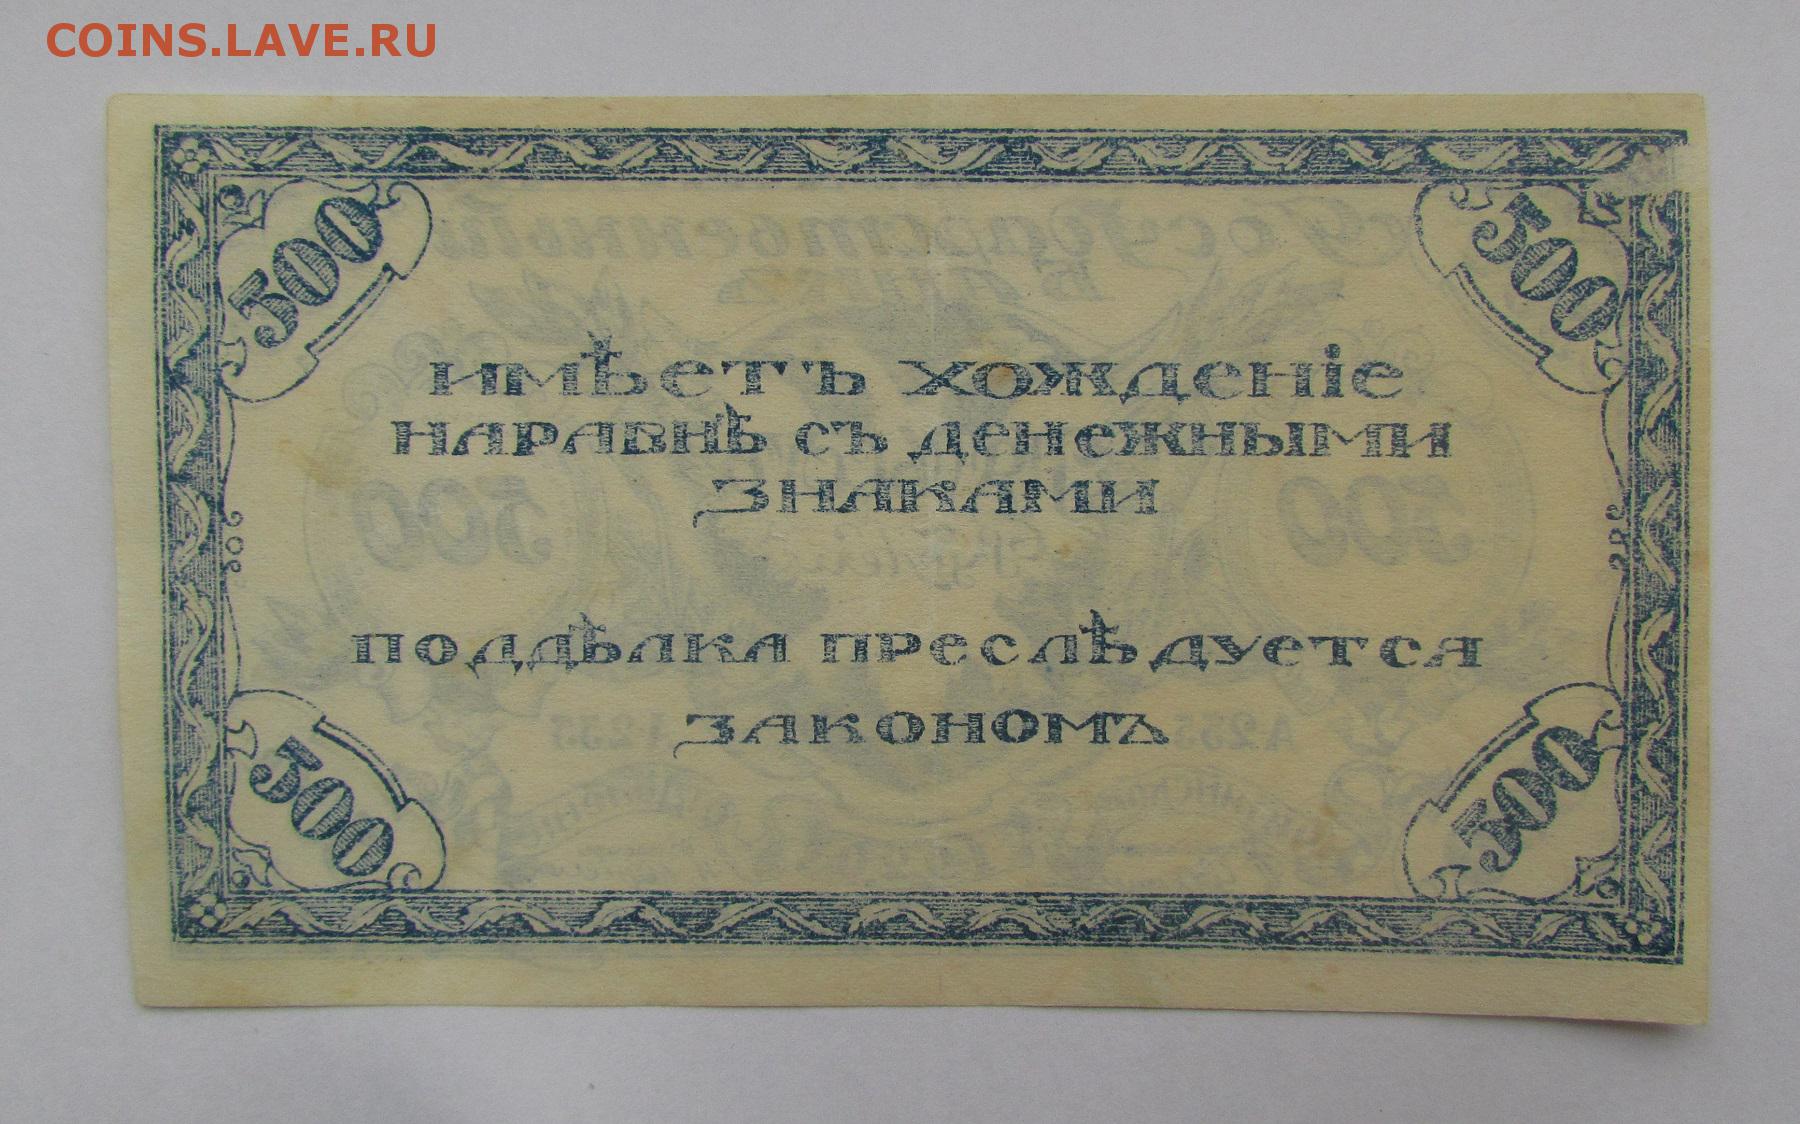 COINS.LAVE.RU
500 500
имѣетъ хожденіе
наравнѣ съ денежными
знаками
поддѣлка преслѣдуется
закономъ
500 500